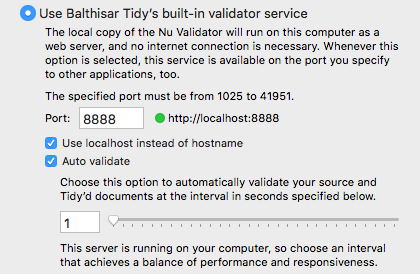 Use Balthisar Tidy's built-in validator service
The local copy of the Nu Validator will run on this computer as a
web server, and no internet connection is necessary. Whenever this
option is selected, this service is available on the port you specify
to other applications, too.
The specified port must be from 1025 to 41951.
Port: 8888 http://localhost:8888
Use localhost instead of hostname
Auto validate
Choose this option to automatically validate your source and
Tidy'd documents at the interval in seconds specified below.
1
This server is running on your computer, so choose an interval
that achieves a balance of performance and responsiveness.